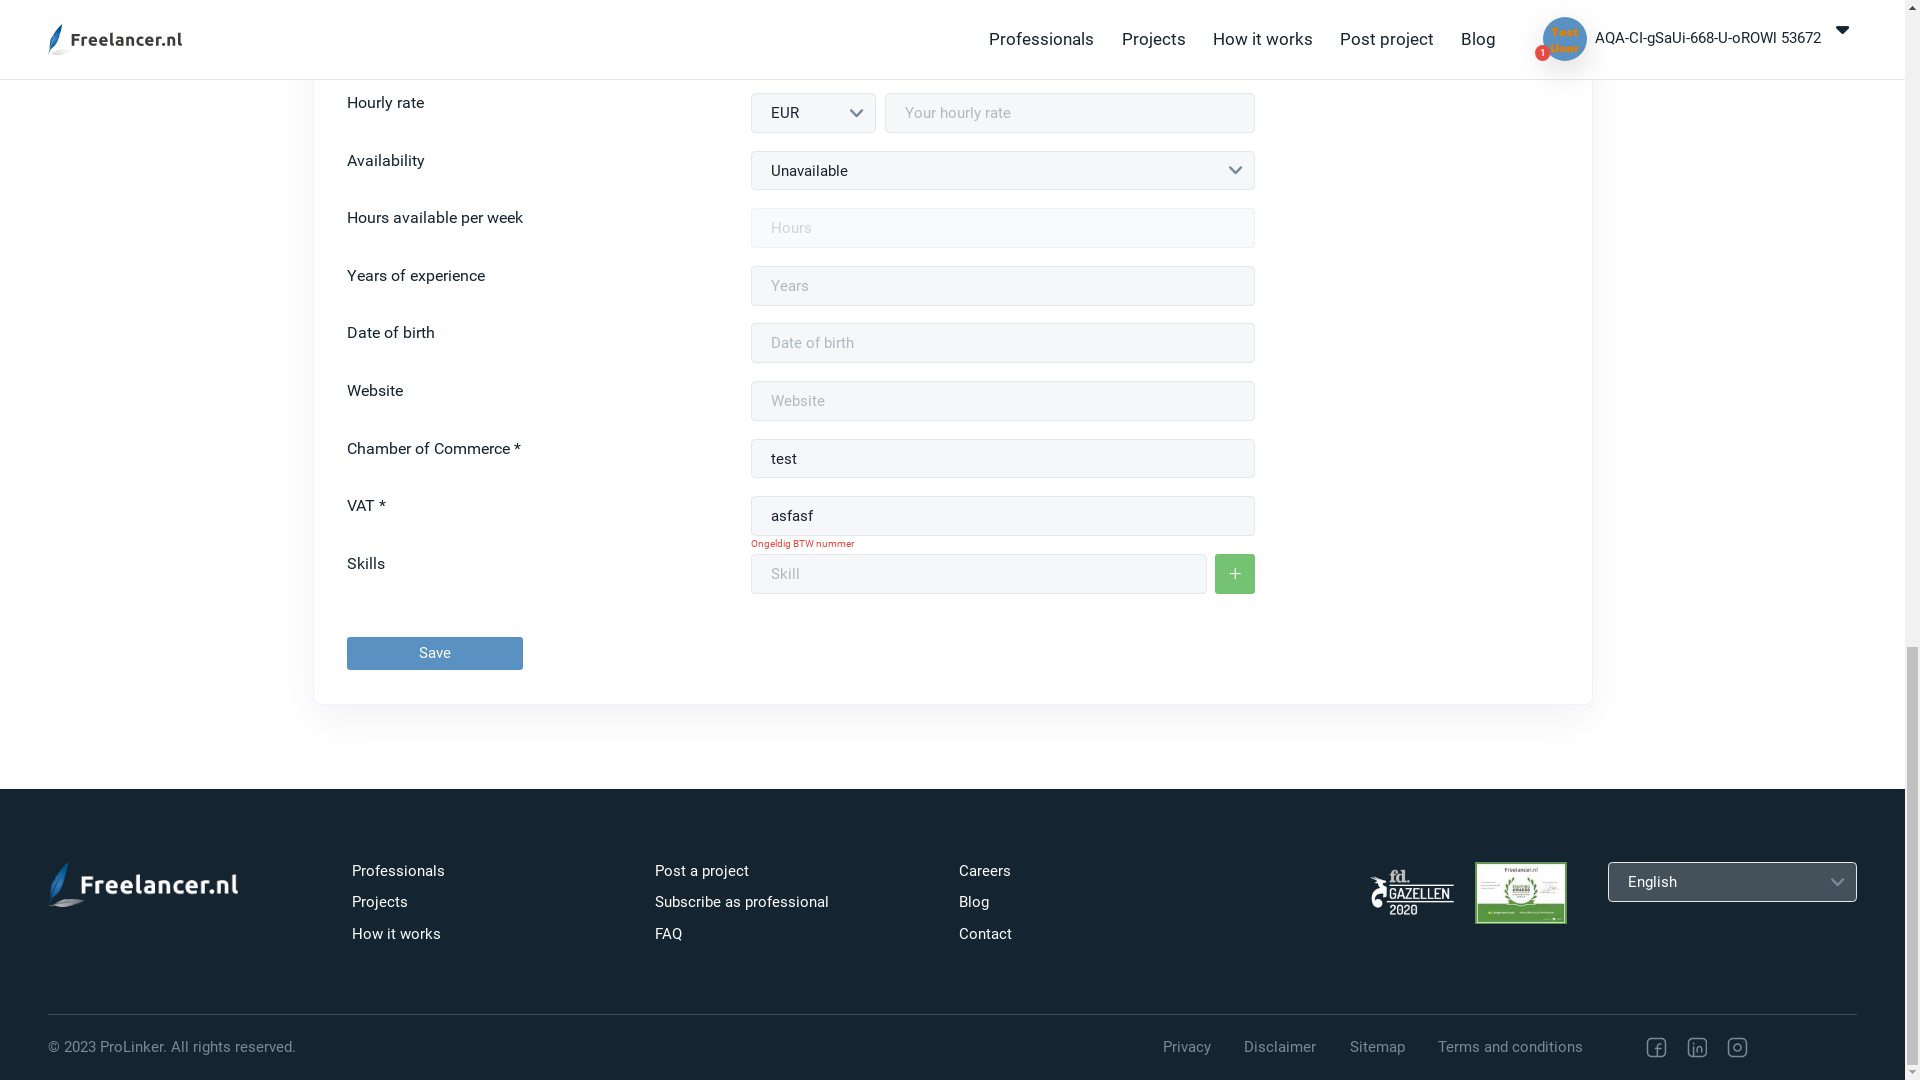 Freelancer.nl
Professionals
Projects
How it works
Post project
Blog
Test User
1
AQA-CI-gSaUi-668-U-oROWI 53672
Hourly rate
EUR
Your hourly rate
Availability
Unavailable
Hours available per week
Hours
Years of experience
Years
Date of birth
Date of birth
Website
Website
Chamber of Commerce *
test
VAT *
asfasf
Ongeldig BTW nummer
Skills
Skill
+
Save
Freelancer.nl
Professionals
Projects
How it works
Post a project
Subscribe as professional
FAQ
Careers
Blog
Contact
fd.
GAZELLEN
2020
Freelancer.nl
English
© 2023 ProLinker. All rights reserved.
Privacy
Disclaimer
Sitemap
Terms and conditions